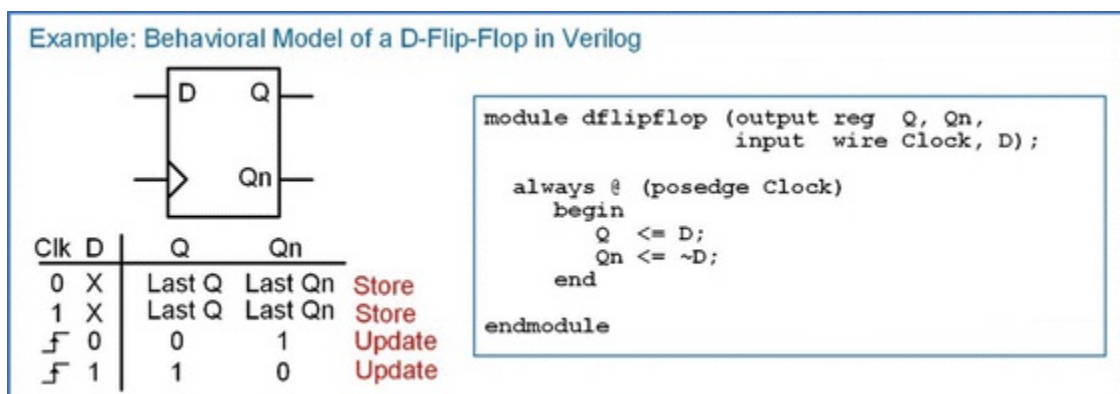 Example: Behavioral Model of a D-Flip-Flop in Verilog
D Q
Qn
Clk D Q Qn
0 X Last Q Last Qn Store
1 X Last Q Last Qn Store
0 0 1 Update
1 1 0 Update
module dflipflop (output reg Q, Qn,
input wire Clock, D);
always @ (posedge Clock)
begin
Q <= D;
Qn <= ~D;
end
endmodule